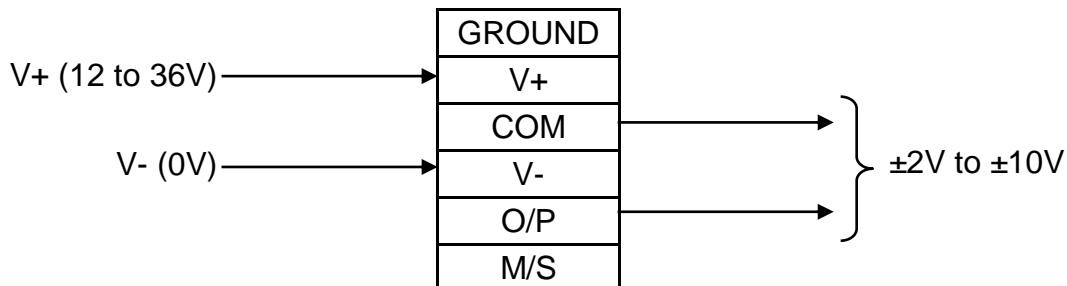 GROUND
V+ (12 to 36V)
V+
COM
V- (0V)
V-
±2V to ±10V
O/P
M/S